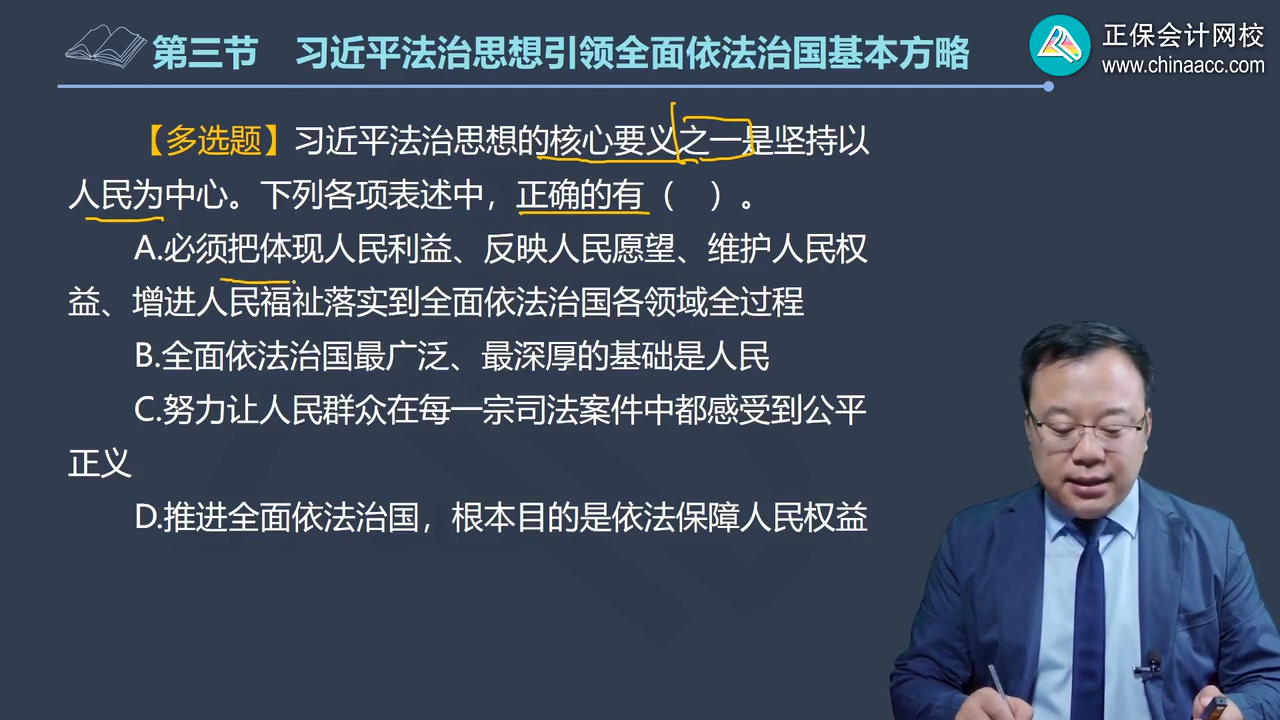 第三节 习近平法治思想引领全面依法治国基本方略
正保会计网校
www.chinaacc.com
【多选题】习近平法治思想的核心要义之一是坚持以
人民为中心。下列各项表述中，正确的有（ ）。
A.必须把体现人民利益、反映人民愿望、维护人民权
益、增进人民福祉落实到全面依法治国各领域全过程
B.全面依法治国最广泛、最深厚的基础是人民
C.努力让人民群众在每一宗司法案件中都感受到公平
正义
D.推进全面依法治国，根本目的是依法保障人民权益